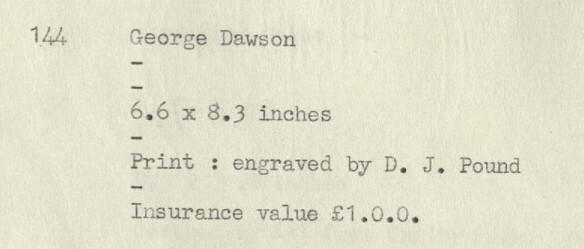 144 George Dawson
-
-
6.6 x 8.3 inches
-
Print : engraved by D. J. Pound
-
Insurance value £1.0.0.